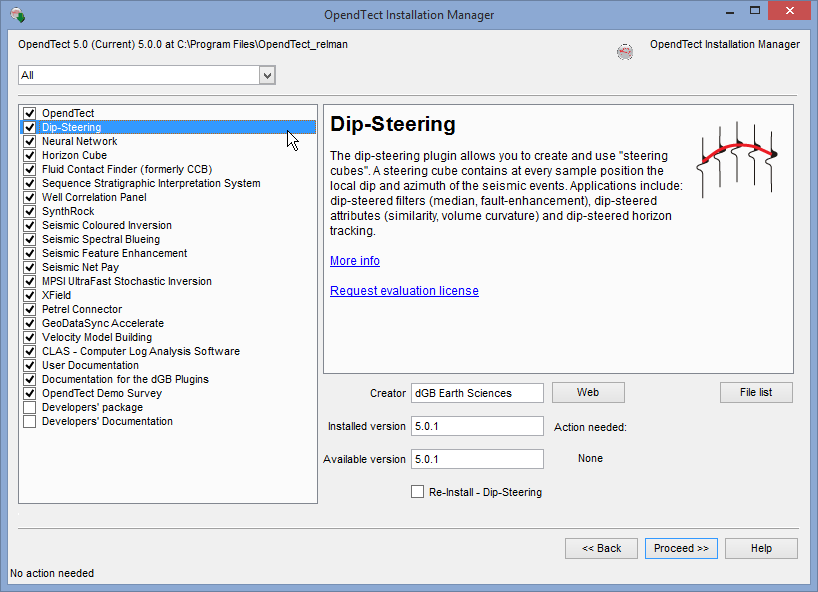 OpendTect Installation Manager
OpendTect 5.0 (Current) 5.0.0 at C:\Program Files\OpendTect_relman
OpendTect Installation Manager
All
OpendTect
Dip-Steering
Neural Network
Horizon Cube
Fluid Contact Finder (formerly CCB)
Sequence Stratigraphic Interpretation System
Well Correlation Panel
SynthRock
Seismic Coloured Inversion
Seismic Spectral Blueing
Seismic Feature Enhancement
Seismic Net Pay
MPSI UltraFast Stochastic Inversion
XField
Petrel Connector
GeoDataSync Accelerate
Velocity Model Building
CLAS - Computer Log Analysis Software
User Documentation
Documentation for the dGB Plugins
OpendTect Demo Survey
Developers' package
Developers' Documentation
Dip-Steering
The dip-steering plugin allows you to create and use "steering
cubes". A steering cube contains at every sample position the
local dip and azimuth of the seismic events. Applications include:
dip-steered filters (median, fault-enhancement), dip-steered
attributes (similarity, volume curvature) and dip-steered horizon
tracking.
More info
Request evaluation license
Creator dGB Earth Sciences Web File list
Installed version 5.0.1 Action needed:
Available version 5.0.1 None
Re-Install - Dip-Steering
<< Back Proceed >> Help
No action needed